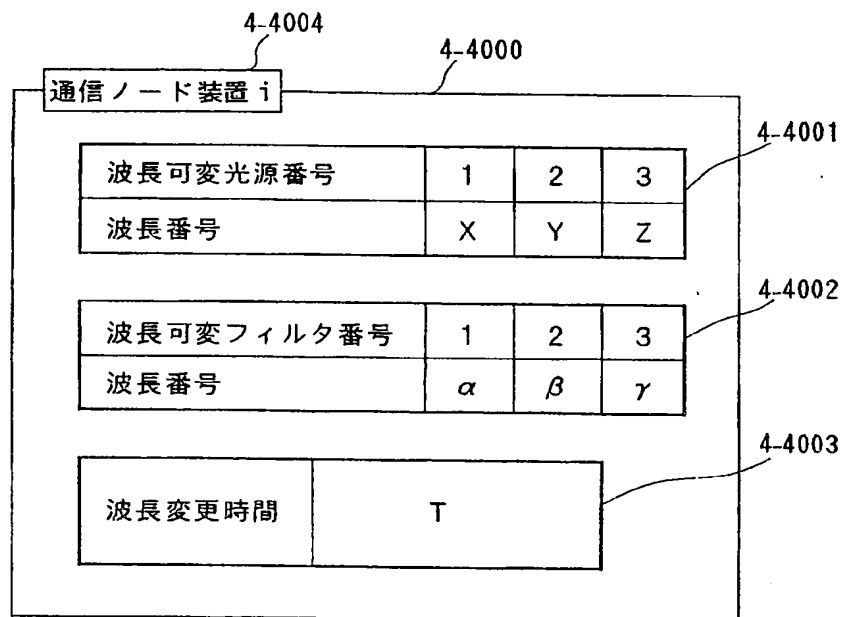 4-4004
4-4000
通信ノード装置 i
4-4001
波長可変光源番号 1 2 3
波長番号 X Y Z
4-4002
波長可変フィルタ番号 1 2 3
波長番号 α β γ
4-4003
波長変更時間 T